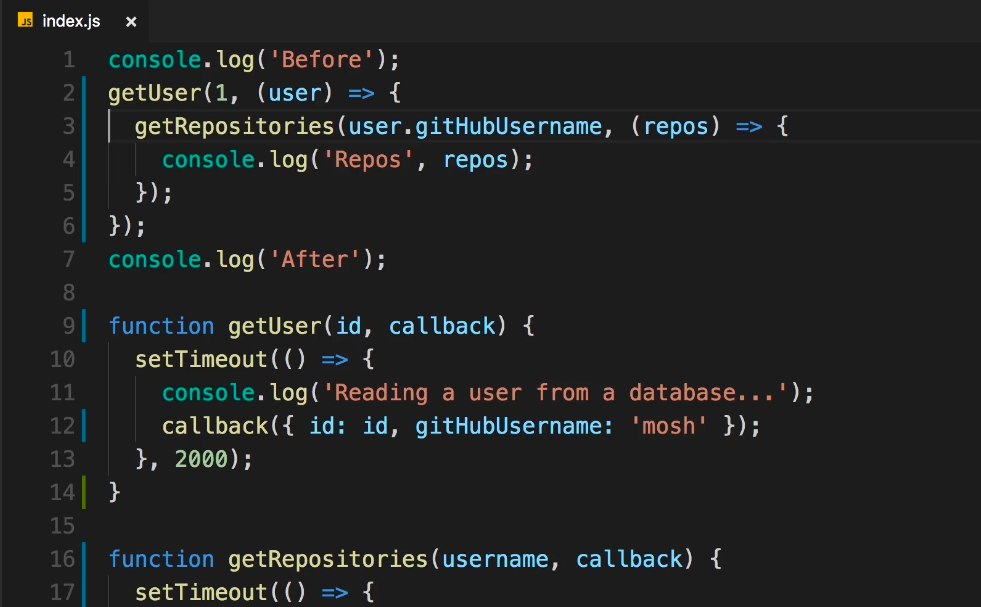 JS index.js ×
1 console.log('Before');
2 getUser(1, (user) => {
3   getRepositories(user.gitHubUsername, (repos) => {
4     console.log('Repos', repos);
5   });
6 });
7 console.log('After');
8
9 function getUser(id, callback) {
10   setTimeout(() => {
11     console.log('Reading a user from a database...');
12     callback({ id: id, gitHubUsername: 'mosh' });
13   }, 2000);
14 }
15
16 function getRepositories(username, callback) {
17   setTimeout(() => {